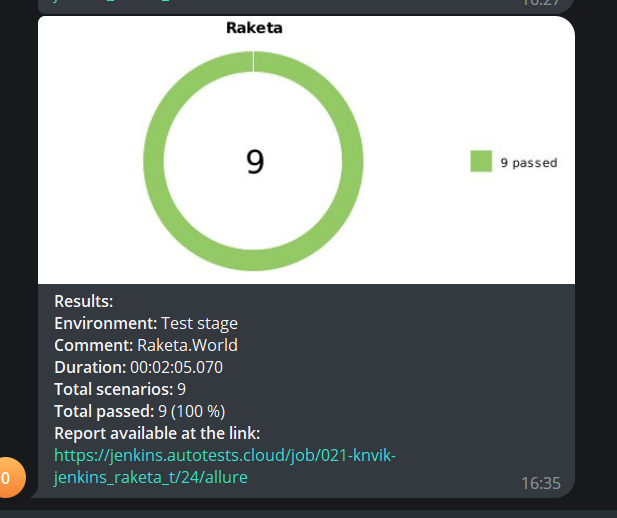 16:27
Raketa
9
9 passed
Results:
Environment: Test stage
Comment: Raketa.World
Duration: 00:02:05.070
Total scenarios: 9
Total passed: 9 (100 %)
Report available at the link:
https://jenkins.autotests.cloud/job/021-knvik-
jenkins_raketa_t/24/allure
16:35
0